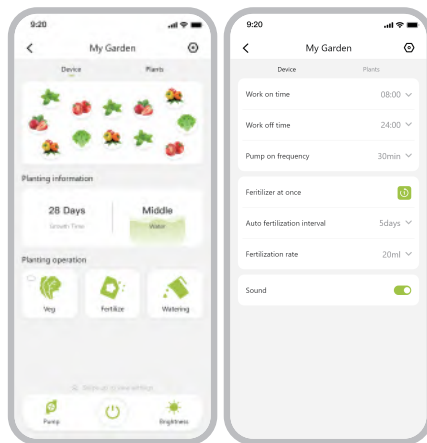 9:20
My Garden
Device Plants
Planting information
28 Days Middle
Growth Time Water
Planting operation
Veg Fertilize Watering
Pump Brightness
9:20
My Garden
Device Plants
Work on time 08:00
Work off time 24:00
Pump on frequency 30min
Feritilizer at once
Auto fertilization interval 5days
Fertilization rate 20ml
Sound